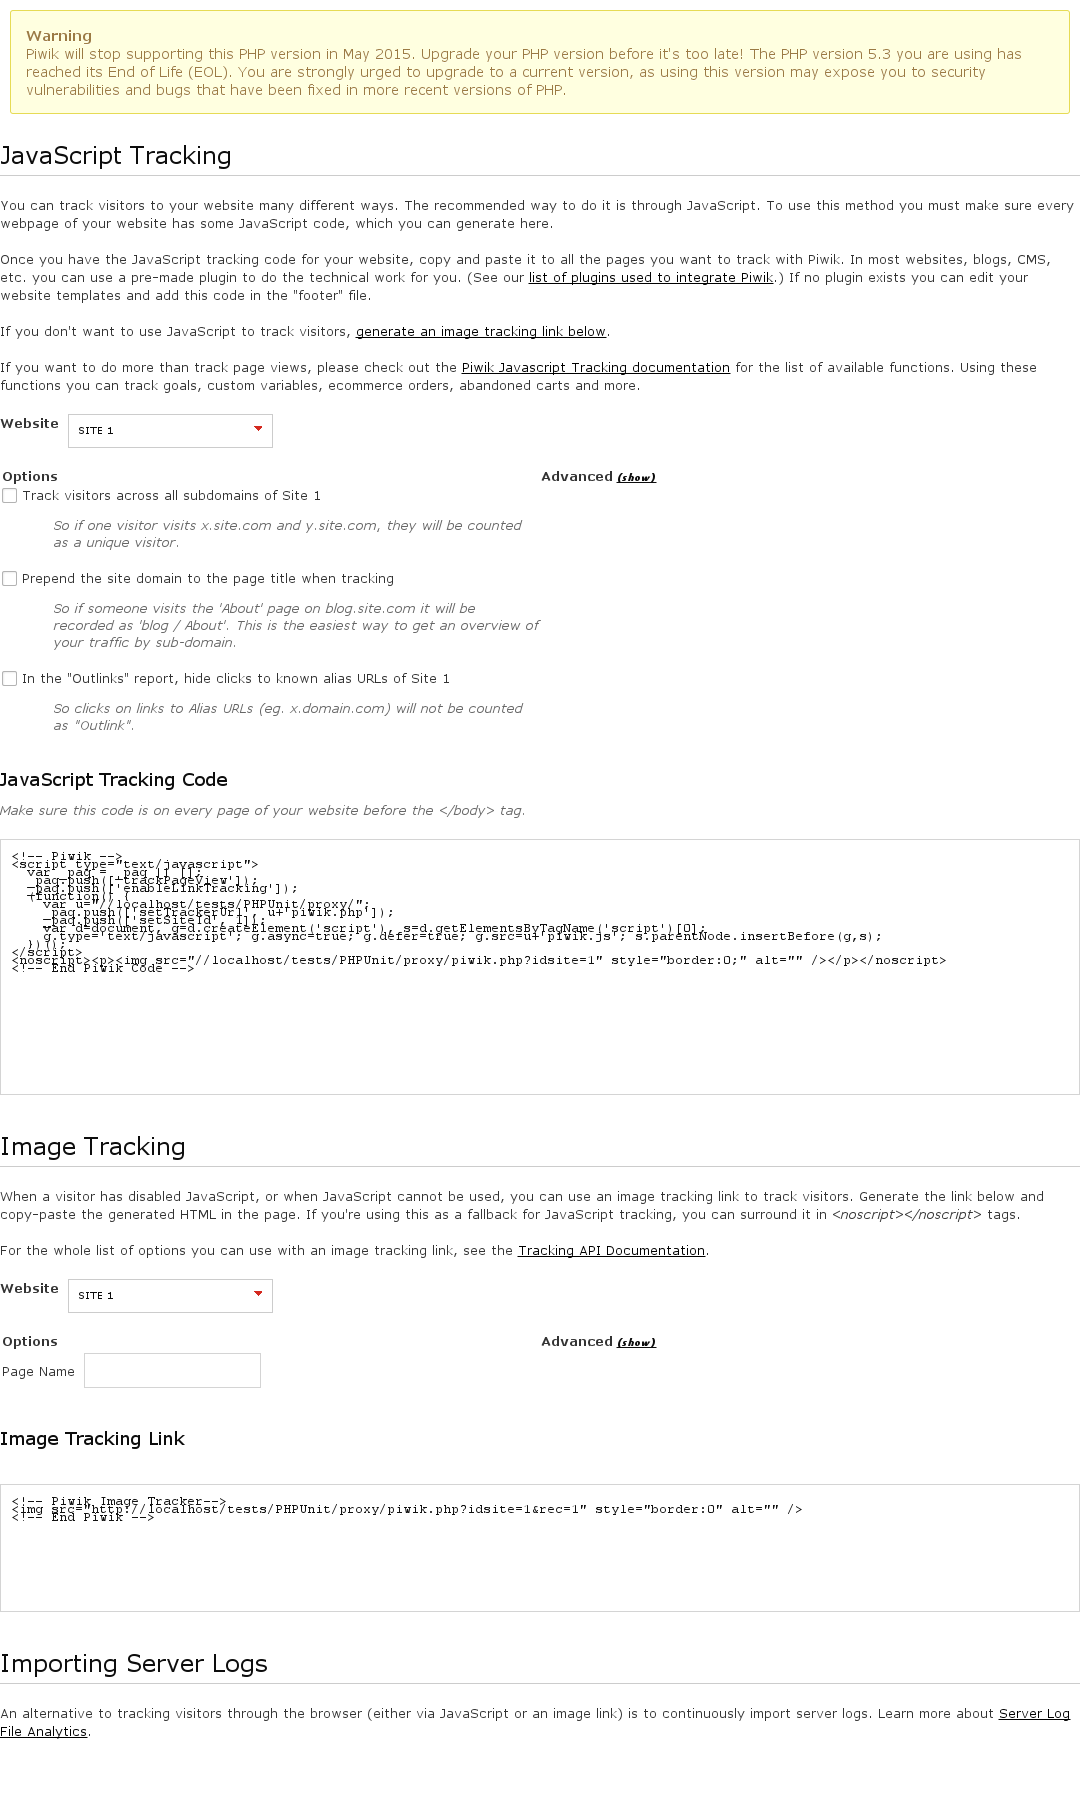 Warning
Piwik will stop supporting this PHP version in May 2015. Upgrade your PHP version before it's too late! The PHP version 5.3 you are using has
reached its End of Life (EOL). You are strongly urged to upgrade to a current version, as using this version may expose you to security
vulnerabilities and bugs that have been fixed in more recent versions of PHP.
JavaScript Tracking
You can track visitors to your website many different ways. The recommended way to do it is through JavaScript. To use this method you must make sure every
webpage of your website has some JavaScript code, which you can generate here.
Once you have the JavaScript tracking code for your website, copy and paste it to all the pages you want to track with Piwik. In most websites, blogs, CMS,
etc. you can use a pre-made plugin to do the technical work for you. (See our list of plugins used to integrate Piwik.) If no plugin exists you can edit your
website templates and add this code in the "footer" file.
If you don't want to use JavaScript to track visitors, generate an image tracking link below.
If you want to do more than track page views, please check out the Piwik Javascript Tracking documentation for the list of available functions. Using these
functions you can track goals, custom variables, ecommerce orders, abandoned carts and more.
Website SITE 1
Options Advanced (show)
Track visitors across all subdomains of Site 1
So if one visitor visits x.site.com and y.site.com, they will be counted
as a unique visitor.
Prepend the site domain to the page title when tracking
So if someone visits the 'About' page on blog.site.com it will be
recorded as 'blog / About'. This is the easiest way to get an overview of
your traffic by sub-domain.
In the "Outlinks" report, hide clicks to known alias URLs of Site 1
So clicks on links to Alias URLs (eg. x.domain.com) will not be counted
as "Outlink".
JavaScript Tracking Code
Make sure this code is on every page of your website before the </body> tag.
<!-- Piwik -->
<script type="text/javascript">
var _paq = _paq || [];
_paq.push(['trackPageView']);
_paq.push(['enableLinkTracking']);
(function() {
var u="//localhost/tests/PHPUnit/proxy/";
_paq.push(['setTrackerUrl', u+'piwik.php']);
_paq.push(['setSiteId', 1]);
var d=document, g=d.createElement('script'), s=d.getElementsByTagName('script')[0];
g.type='text/javascript'; g.async=true; g.defer=true; g.src=u+'piwik.js'; s.parentNode.insertBefore(g,s);
})();
</script>
<noscript><p><img src="//localhost/tests/PHPUnit/proxy/piwik.php?idsite=1" style="border:0;" alt="" /></p></noscript>
<!-- End Piwik Code -->
Image Tracking
When a visitor has disabled JavaScript, or when JavaScript cannot be used, you can use an image tracking link to track visitors. Generate the link below and
copy-paste the generated HTML in the page. If you're using this as a fallback for JavaScript tracking, you can surround it in <noscript></noscript> tags.
For the whole list of options you can use with an image tracking link, see the Tracking API Documentation.
Website SITE 1
Options Advanced (show)
Page Name
Image Tracking Link
<!-- Piwik Image Tracker-->
<img src="http://localhost/tests/PHPUnit/proxy/piwik.php?idsite=1&rec=1" style="border:0" alt="" />
<!-- End Piwik -->
Importing Server Logs
An alternative to tracking visitors through the browser (either via JavaScript or an image link) is to continuously import server logs. Learn more about Server Log
File Analytics.